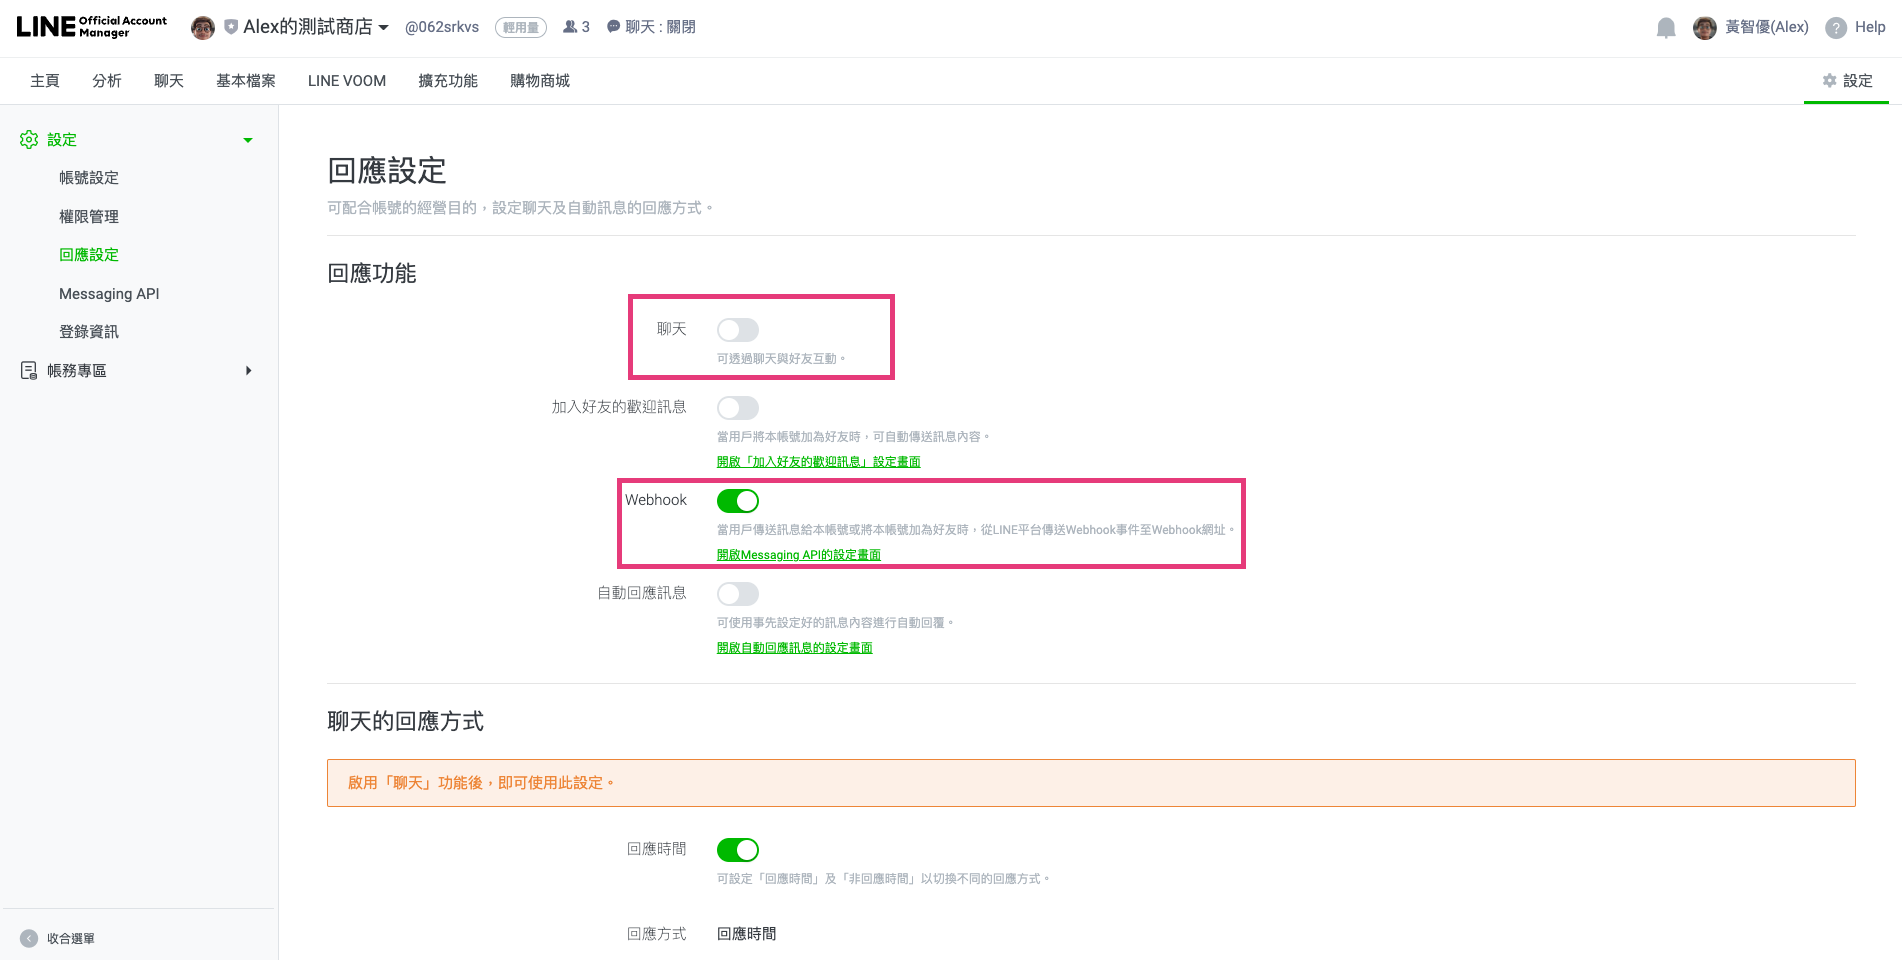 LINE Official Account Manager
Alex的測試商店
@062srkvs
輕用量
3
聊天 : 關閉
黃智優(Alex)
? Help
主頁
分析
聊天
基本檔案
LINE VOOM
擴充功能
購物商城
設定
設定
帳號設定
權限管理
回應設定
Messaging API
登錄資訊
帳務專區
收合選單
回應設定
可配合帳號的經營目的，設定聊天及自動訊息的回應方式。
回應功能
聊天
可透過聊天與好友互動。
加入好友的歡迎訊息
當用戶將本帳號加為好友時，可自動傳送訊息內容。
開啟「加入好友的歡迎訊息」設定畫面
Webhook
當用戶傳送訊息給本帳號或將本帳號加為好友時，從LINE平台傳送Webhook事件至Webhook網址。
開啟Messaging API的設定畫面
自動回應訊息
可使用事先設定好的訊息內容進行自動回覆。
開啟自動回應訊息的設定畫面
聊天的回應方式
啟用「聊天」功能後，即可使用此設定。
回應時間
可設定「回應時間」及「非回應時間」以切換不同的回應方式。
回應方式
回應時間